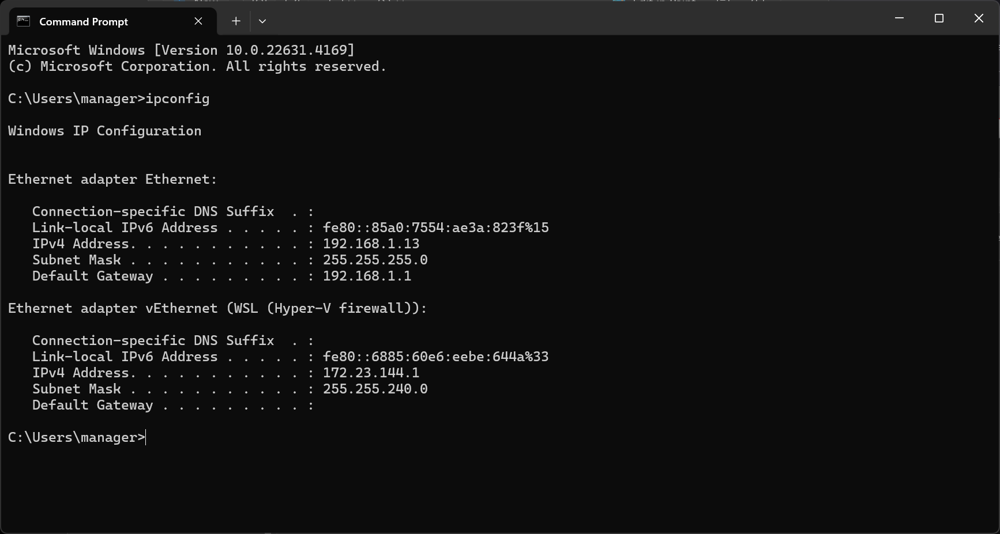 Command Prompt
Microsoft Windows [Version 10.0.22631.4169]
(c) Microsoft Corporation. All rights reserved.
C:\Users\manager>ipconfig
Windows IP Configuration
Ethernet adapter Ethernet:
   Connection-specific DNS Suffix  . :
   Link-local IPv6 Address . . . . . : fe80::85a0:7554:ae3a:823f%15
   IPv4 Address. . . . . . . . . . . : 192.168.1.13
   Subnet Mask . . . . . . . . . . . : 255.255.255.0
   Default Gateway . . . . . . . . . : 192.168.1.1
Ethernet adapter vEthernet (WSL (Hyper-V firewall)):
   Connection-specific DNS Suffix  . :
   Link-local IPv6 Address . . . . . : fe80::6885:60e6:eebe:644a%33
   IPv4 Address. . . . . . . . . . . : 172.23.144.1
   Subnet Mask . . . . . . . . . . . : 255.255.240.0
   Default Gateway . . . . . . . . . :
C:\Users\manager>